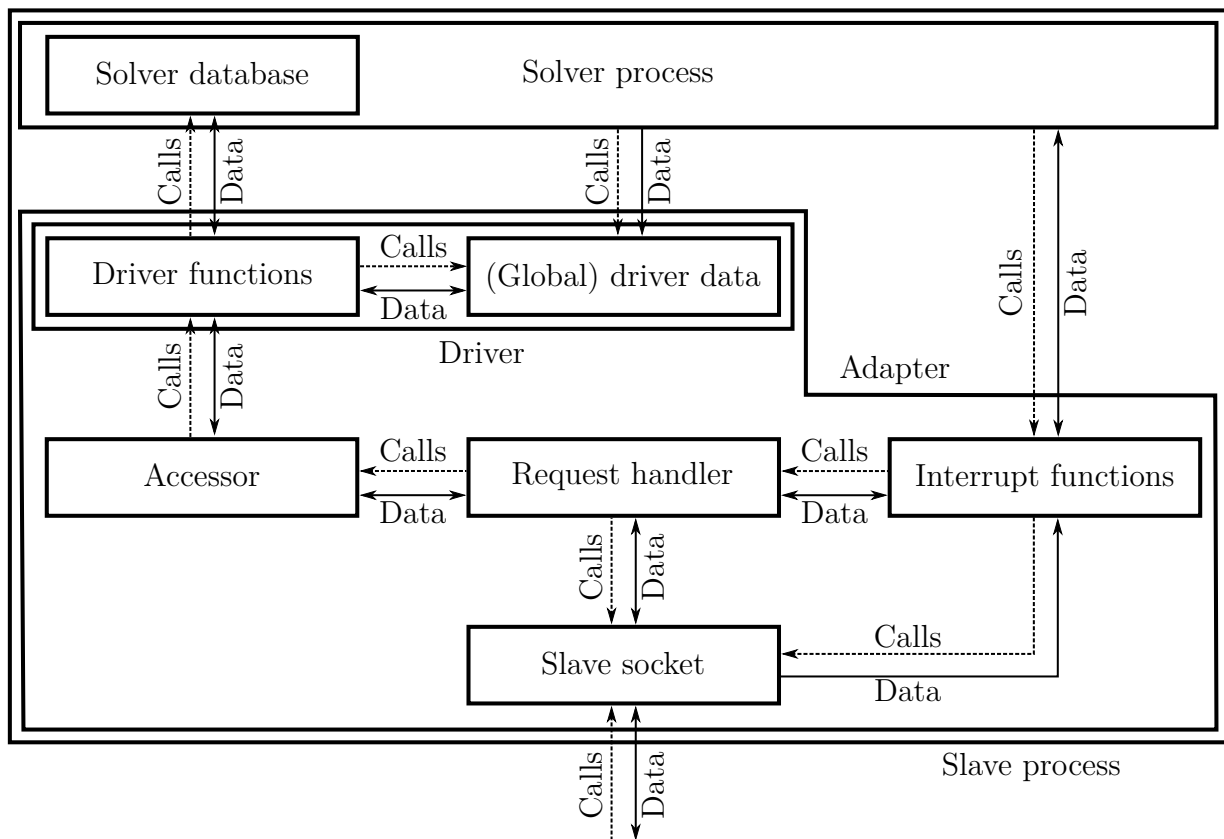 Solver database
Solver process
Calls
Data
Calls
Data
Calls
Data
Driver functions
Calls
Data
(Global) driver data
Driver
Adapter
Calls
Data
Accessor
Calls
Data
Request handler
Calls
Data
Interrupt functions
Calls
Data
Slave socket
Calls
Data
Slave process
Calls
Data